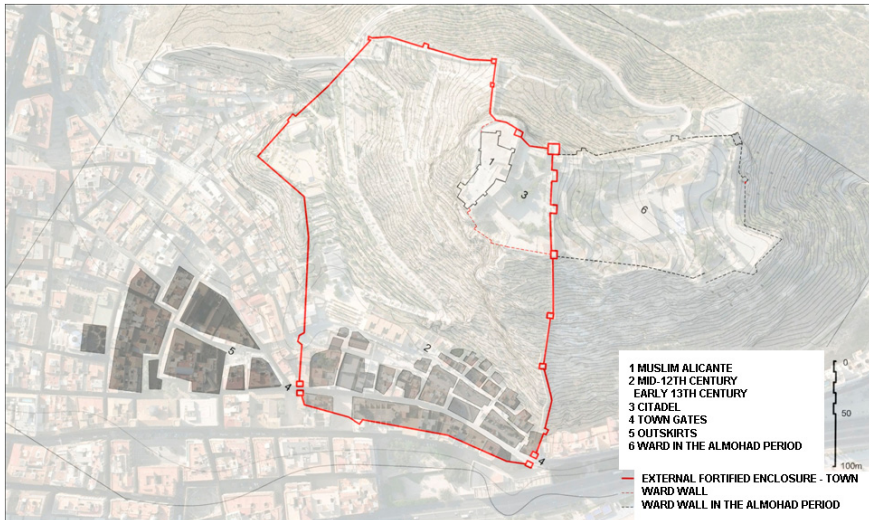 1
3
6
2
5
4
4
1 MUSLIM ALICANTE
2 MID-12TH CENTURY
EARLY 13TH CENTURY
3 CITADEL
4 TOWN GATES
5 OUTSKIRTS
6 WARD IN THE ALMOHAD PERIOD
0
50
100m
EXTERNAL FORTIFIED ENCLOSURE - TOWN
WARD WALL
WARD WALL IN THE ALMOHAD PERIOD